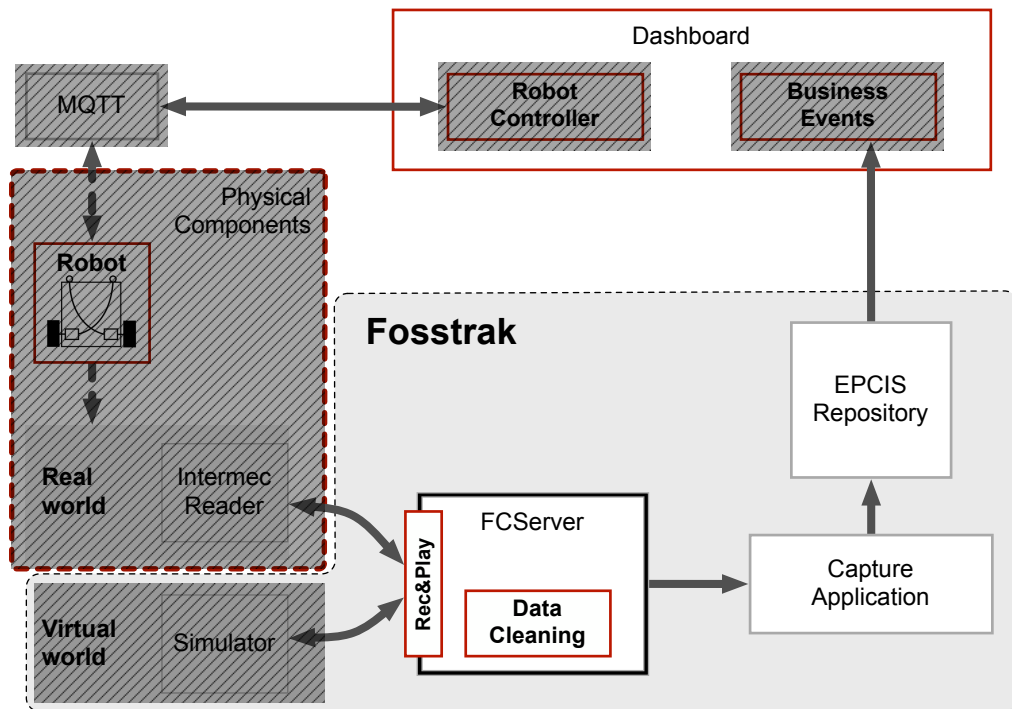 Dashboard
MQTT
Robot
Controller
Business
Events
Physical
Components
Robot
Fosstrak
EPCIS
Repository
Real
world
Intermec
Reader
Rec&Play
FCServer
Data
Cleaning
Capture
Application
Virtual
world
Simulator